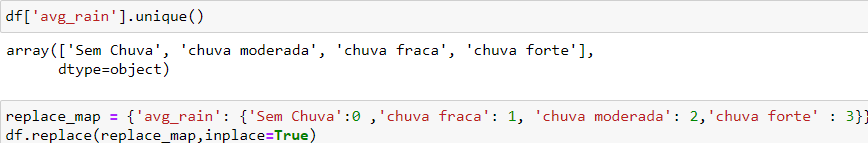 df['avg_rain'].unique()
array(['Sem Chuva', 'chuva moderada', 'chuva fraca', 'chuva forte'],
dtype=object)
replace_map = {'avg_rain': {'Sem Chuva':0 ,'chuva fraca': 1, 'chuva moderada': 2,'chuva forte' : 3}}
df.replace(replace_map,inplace=True)